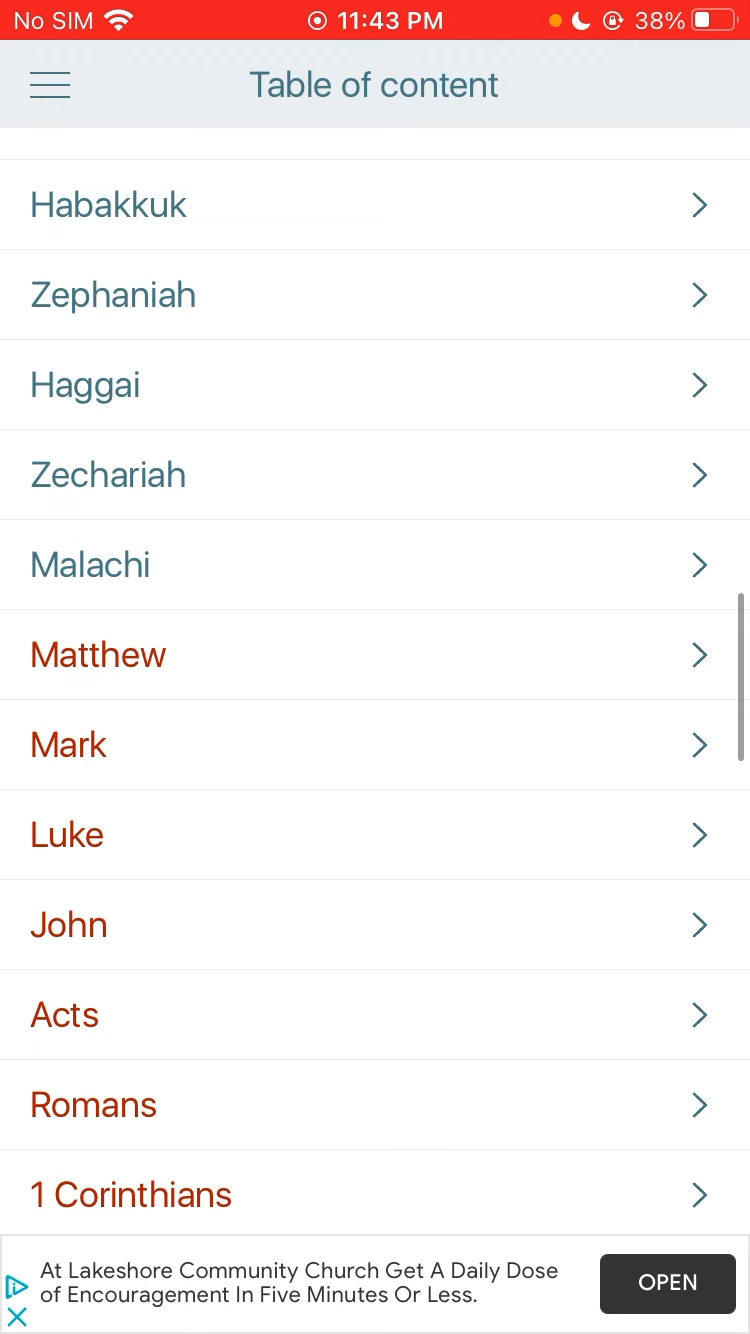 No SIM 11:43 PM 38%
Table of content
Habakkuk
Zephaniah
Haggai
Zechariah
Malachi
Matthew
Mark
Luke
John
Acts
Romans
1 Corinthians
At Lakeshore Community Church Get A Daily Dose
of Encouragement In Five Minutes Or Less.
OPEN